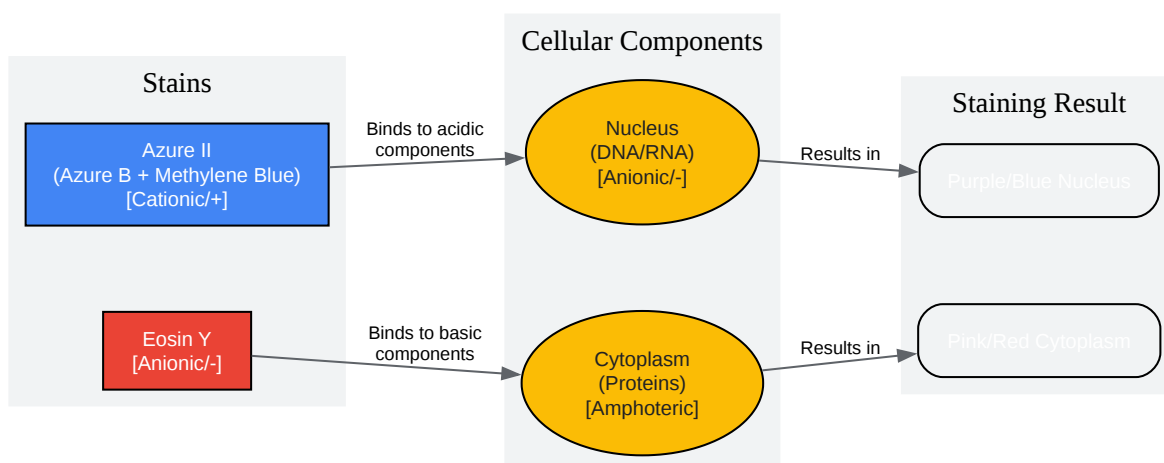 Stains
Azure II
(Azure B + Methylene Blue)
[Cationic/+]
Eosin Y
[Anionic/-]
Binds to acidic
components
Binds to basic
components
Cellular Components
Nucleus
(DNA/RNA)
[Anionic/-]
Cytoplasm
(Proteins)
[Amphoteric]
Results in
Results in
Staining Result
Purple/Blue Nucleus
Pink/Red Cytoplasm